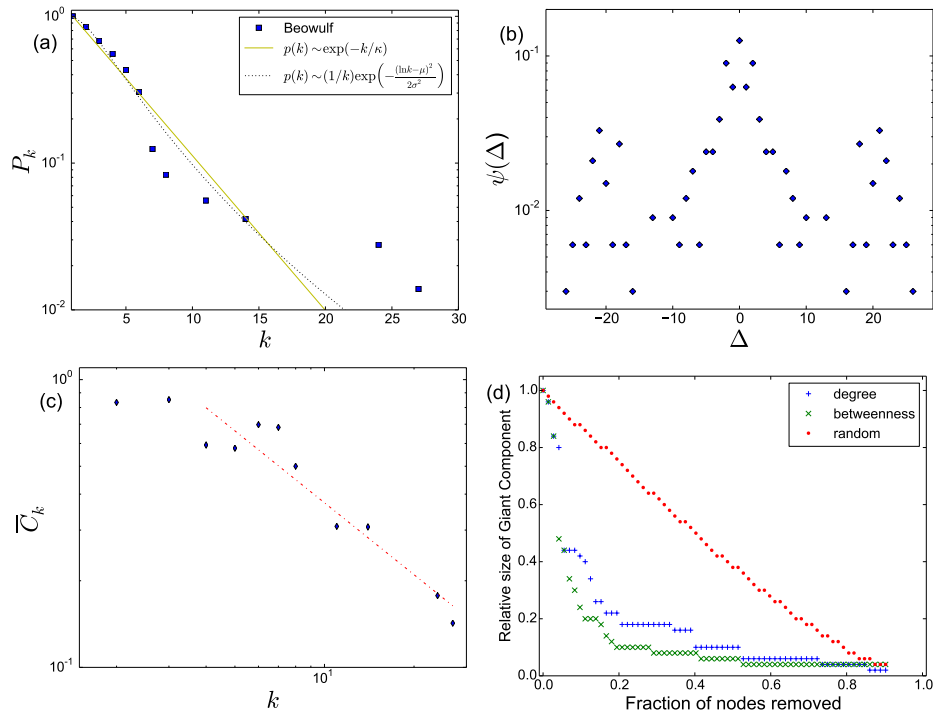 (a)
Beowulf
p(k) ∼exp(−k/κ)
p(k) ∼(1/k)exp(−(lnk−μ)²/2σ²)
10⁰
10⁻¹
10⁻²
P_k
5 10 15 20 25 30
k
(b)
10⁻¹
10⁻²
ψ(Δ)
−20 −10 0 10 20
Δ
(c)
10⁰
10⁻¹
C̅_k
10¹
k
(d)
degree
betweenness
random
1.0
0.8
0.6
0.4
0.2
0.0
Relative size of Giant Component
0.0 0.2 0.4 0.6 0.8 1.0
Fraction of nodes removed